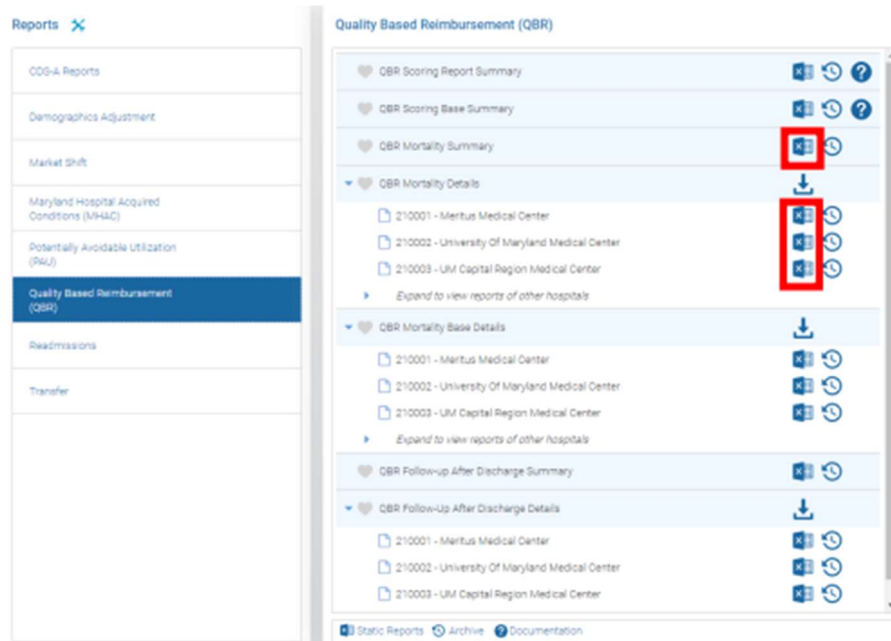 Reports
CDS-A Reports
Demographics Adjustment
Market Shift
Maryland Hospital Acquired
Conditions (MHAC)
Potentially Avoidable Utilization
(PAU)
Quality Based Reimbursement
(QBR)
Readmissions
Transfer
Quality Based Reimbursement (QBR)
QBR Scoring Report Summary
QBR Scoring Base Summary
QBR Mortality Summary
QBR Mortality Details
210001 - Meritus Medical Center
210002 - University Of Maryland Medical Center
210003 - UM Capital Region Medical Center
Expand to view reports of other hospitals
QBR Mortality Base Details
210001 - Meritus Medical Center
210002 - University Of Maryland Medical Center
210003 - UM Capital Region Medical Center
Expand to view reports of other hospitals
QBR Follow-up After Discharge Summary
QBR Follow-Up After Discharge Details
210001 - Meritus Medical Center
210002 - University Of Maryland Medical Center
210003 - UM Capital Region Medical Center
Static Reports Archive Documentation